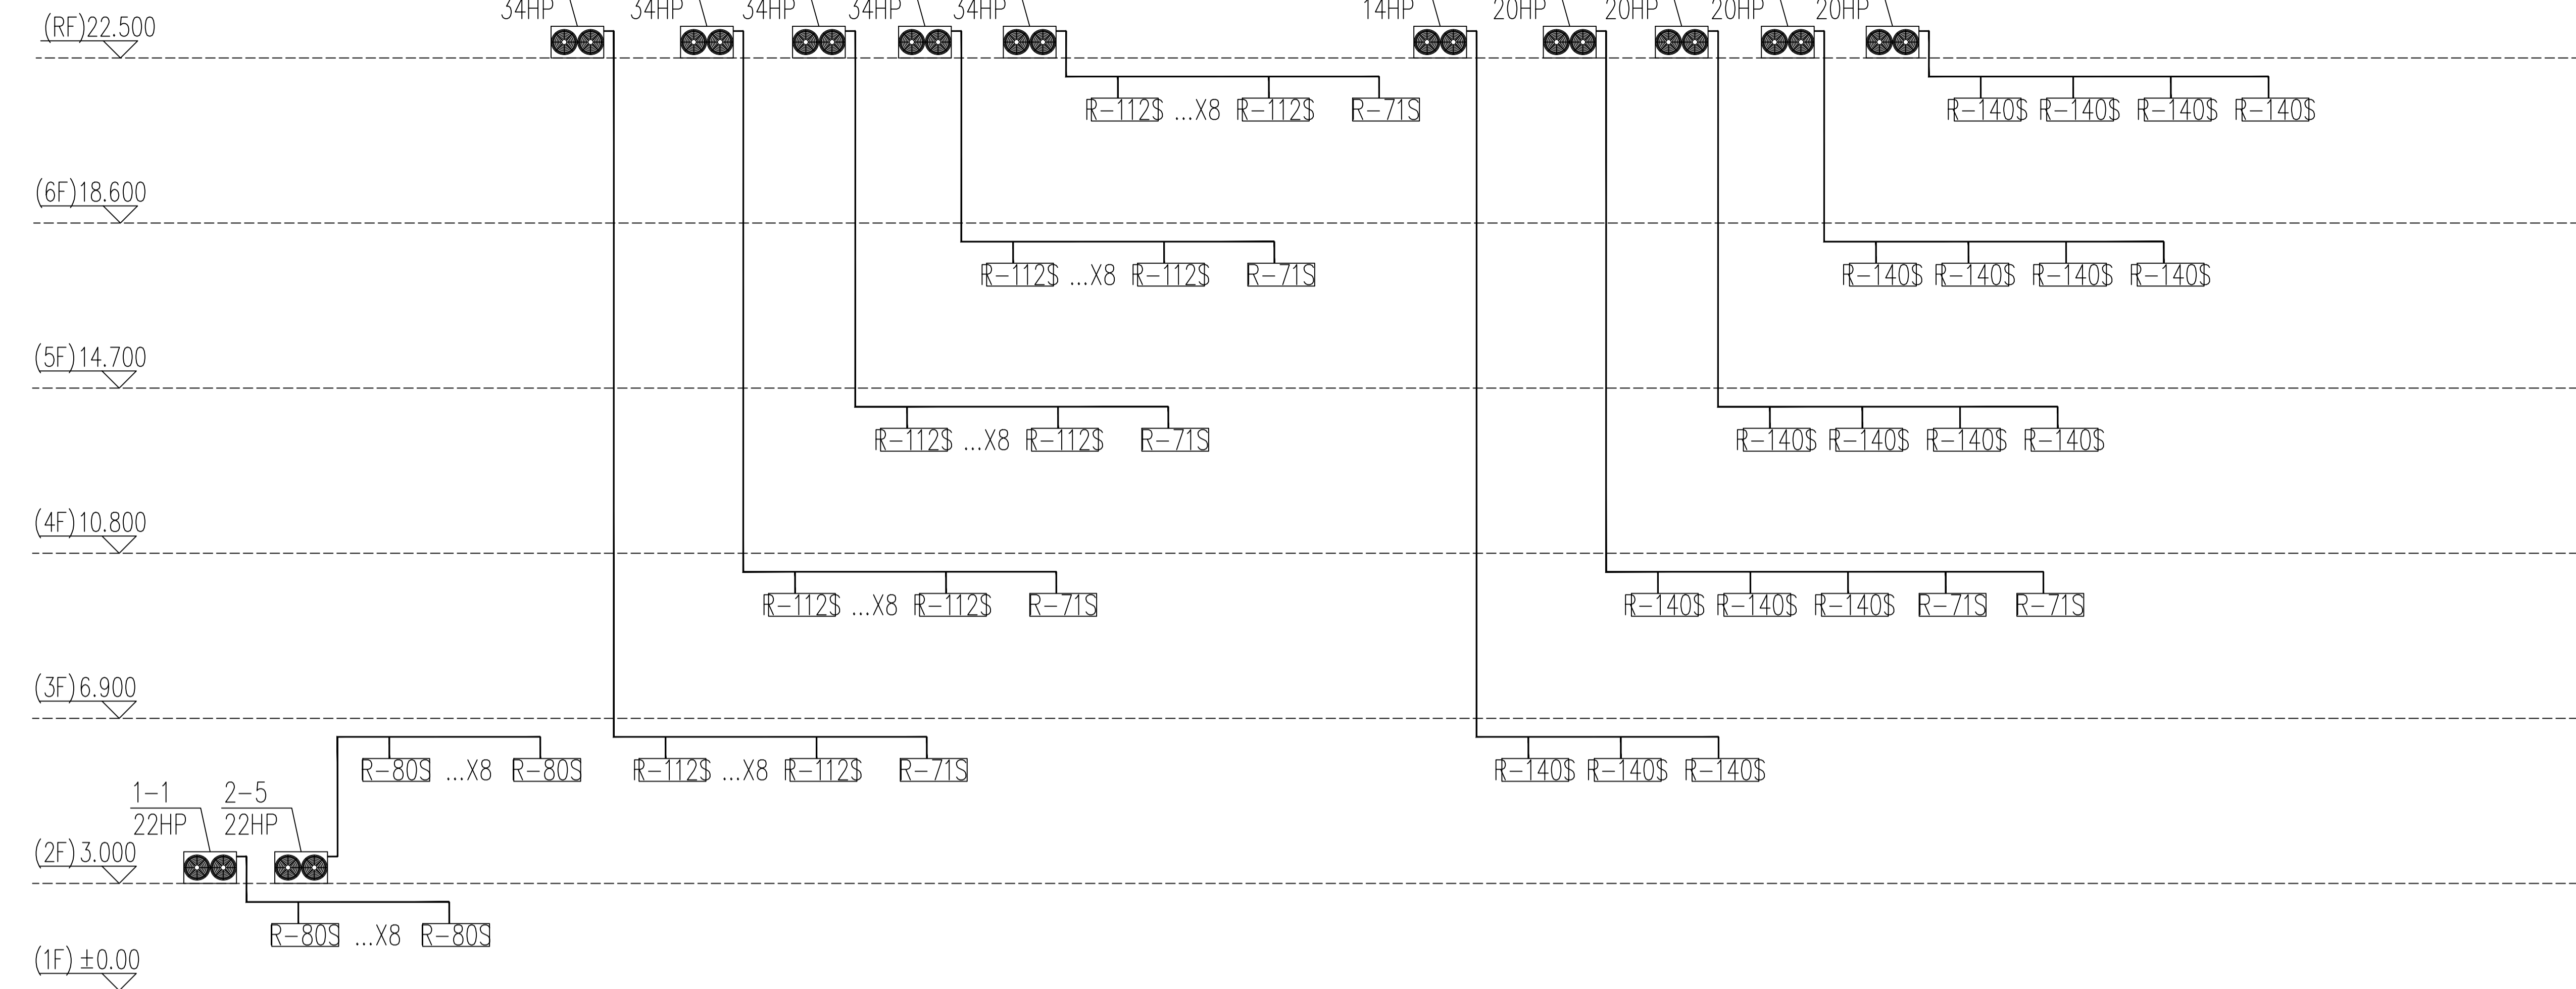 34HP 34HP 34HP 34HP 34HP 14HP 20HP 20HP 20HP 20HP
(RF)22.500
R-112S ...X8 R-112S R-71S R-140S R-140S R-140S R-140S
(6F)18.600
R-112S ...X8 R-112S R-71S R-140S R-140S R-140S R-140S
(5F)14.700
R-112S ...X8 R-112S R-71S R-140S R-140S R-140S R-140S
(4F)10.800
R-112S ...X8 R-112S R-71S R-140S R-140S R-140S R-71S R-71S
(3F)6.900
R-80S ...X8 R-80S R-112S ...X8 R-112S R-71S R-140S R-140S R-140S
1-1 2-5
22HP 22HP
(2F)3.000
R-80S ...X8 R-80S
(1F)±0.00